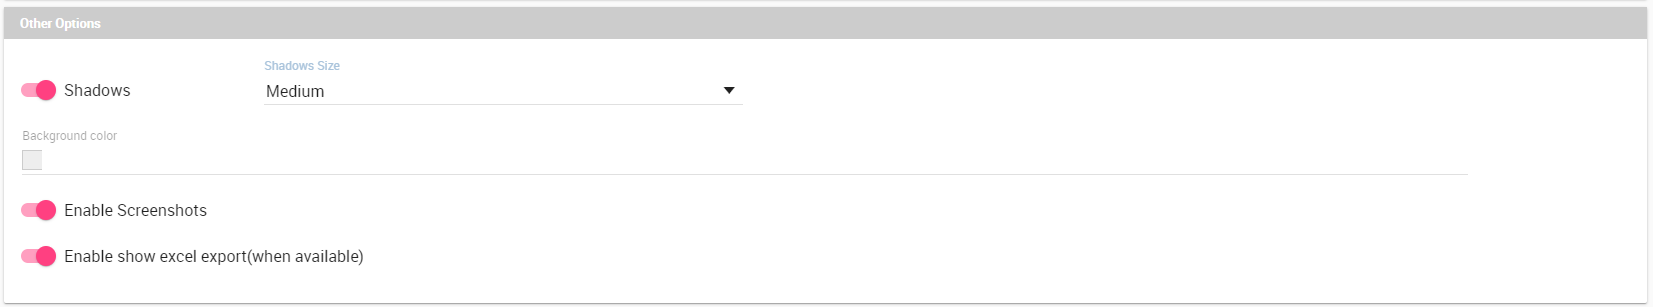 Other Options
Shadows Size
Shadows
Medium
Background color
Enable Screenshots
Enable show excel export(when available)